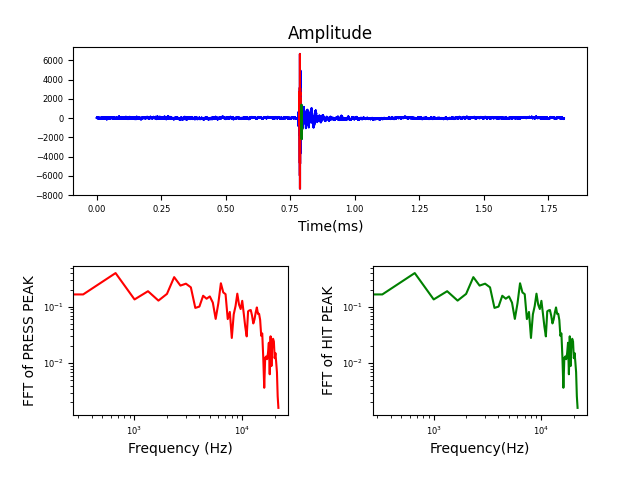 Amplitude
6000
4000
2000
0
−2000
−4000
−6000
−8000
0.00 0.25 0.50 0.75 1.00 1.25 1.50 1.75
Time(ms)
FFT of PRESS PEAK
10⁻¹
10⁻²
10³ 10⁴
Frequency (Hz)
FFT of HIT PEAK
10⁻¹
10⁻²
10³ 10⁴
Frequency(Hz)